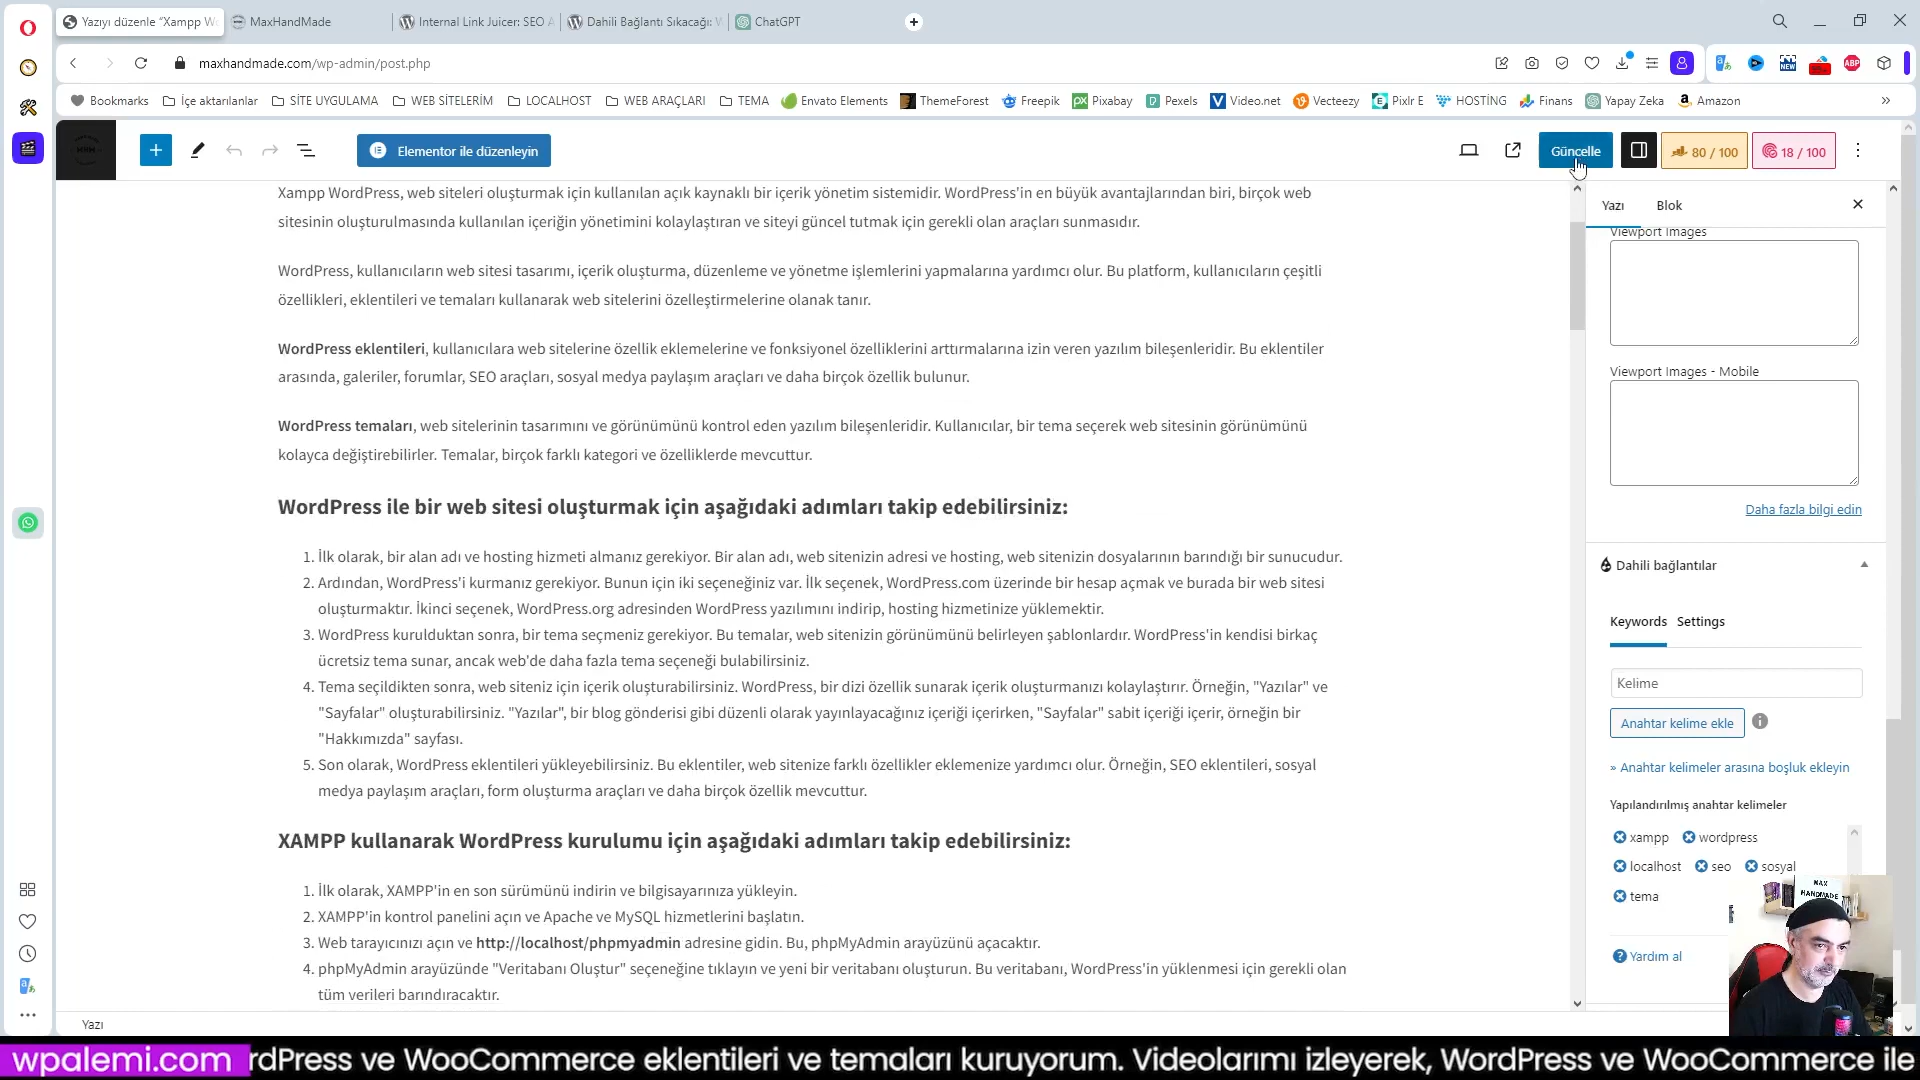 Yazıyı düzenle “Xampp Wo
MaxHandMade
Internal Link Juicer: SEO A
Dahili Bağlantı Sıkacağı: W
ChatGPT
maxhandmade.com/wp-admin/post.php
Bookmarks
İçe aktarılanlar
SİTE UYGULAMA
WEB SİTELERİM
LOCALHOST
WEB ARAÇLARI
TEMA
Envato Elements
ThemeForest
Freepik
Pixabay
Pexels
Video.net
Vecteezy
Pixlr E
HOSTİNG
Finans
Yapay Zeka
Amazon
Elementor ile düzenleyin
Güncelle
80 / 100
18 / 100
Xampp WordPress, web siteleri oluşturmak için kullanılan açık kaynaklı bir içerik yönetim sistemidir. WordPress'in en büyük avantajlarından biri, birçok web
sitesinin oluşturulmasında kullanılan içeriğin yönetimini kolaylaştıran ve siteyi güncel tutmak için gerekli olan araçları sunmasıdır.
WordPress, kullanıcıların web sitesi tasarımı, içerik oluşturma, düzenleme ve yönetme işlemlerini yapmalarına yardımcı olur. Bu platform, kullanıcıların çeşitli
özellikleri, eklentileri ve temaları kullanarak web sitelerini özelleştirmelerine olanak tanır.
WordPress eklentileri, kullanıcılara web sitelerine özellik eklemelerine ve fonksiyonel özelliklerini arttırmalarına izin veren yazılım bileşenleridir. Bu eklentiler
arasında, galeriler, forumlar, SEO araçları, sosyal medya paylaşım araçları ve daha birçok özellik bulunur.
WordPress temaları, web sitelerinin tasarımını ve görünümünü kontrol eden yazılım bileşenleridir. Kullanıcılar, bir tema seçerek web sitesinin görünümünü
kolayca değiştirebilirler. Temalar, birçok farklı kategori ve özelliklerde mevcuttur.
WordPress ile bir web sitesi oluşturmak için aşağıdaki adımları takip edebilirsiniz:
1. İlk olarak, bir alan adı ve hosting hizmeti almanız gerekiyor. Bir alan adı, web sitenizin adresi ve hosting, web sitenizin dosyalarının barındığı bir sunucudur.
2. Ardından, WordPress'i kurmanız gerekiyor. Bunun için iki seçeneğiniz var. İlk seçenek, WordPress.com üzerinde bir hesap açmak ve burada bir web sitesi
oluşturmaktır. İkinci seçenek, WordPress.org adresinden WordPress yazılımını indirip, hosting hizmetinize yüklemektir.
3. WordPress kurulduktan sonra, bir tema seçmeniz gerekiyor. Bu temalar, web sitenizin görünümünü belirleyen şablonlardır. WordPress'in kendisi birkaç
ücretsiz tema sunar, ancak web'de daha fazla tema seçeneği bulabilirsiniz.
4. Tema seçildikten sonra, web siteniz için içerik oluşturabilirsiniz. WordPress, bir dizi özellik sunarak içerik oluşturmanızı kolaylaştırır. Örneğin, "Yazılar" ve
"Sayfalar" oluşturabilirsiniz. "Yazılar", bir blog gönderisi gibi düzenli olarak yayınlayacağınız içeriği içerirken, "Sayfalar" sabit içeriği içerir, örneğin bir
"Hakkımızda" sayfası.
5. Son olarak, WordPress eklentileri yükleyebilirsiniz. Bu eklentiler, web sitenize farklı özellikler eklemenize yardımcı olur. Örneğin, SEO eklentileri, sosyal
medya paylaşım araçları, form oluşturma araçları ve daha birçok özellik mevcuttur.
XAMPP kullanarak WordPress kurulumu için aşağıdaki adımları takip edebilirsiniz:
1. İlk olarak, XAMPP'in en son sürümünü indirin ve bilgisayarınıza yükleyin.
2. XAMPP'in kontrol panelini açın ve Apache ve MySQL hizmetlerini başlatın.
3. Web tarayıcınızı açın ve http://localhost/phpmyadmin adresine gidin. Bu, phpMyAdmin arayüzünü açacaktır.
4. phpMyAdmin arayüzünde "Veritabanı Oluştur" seçeneğine tıklayın ve yeni bir veritabanı oluşturun. Bu veritabanı, WordPress'in yüklenmesi için gerekli olan
tüm verileri barındıracaktır.
Yazı
Yazı
Blok
Viewport Images
Viewport Images - Mobile
Daha fazla bilgi edin
Dahili bağlantılar
Keywords
Settings
Kelime
Anahtar kelime ekle
» Anahtar kelimeler arasına boşluk ekleyin
Yapılandırılmış anahtar kelimeler
xampp
wordpress
localhost
seo
sosyal
tema
Yardım al
MAX
HANDMADE
wpalemi.com
rdPress ve WooCommerce eklentileri ve temaları kuruyorum. Videolarımı izleyerek, WordPress ve WooCommerce ile